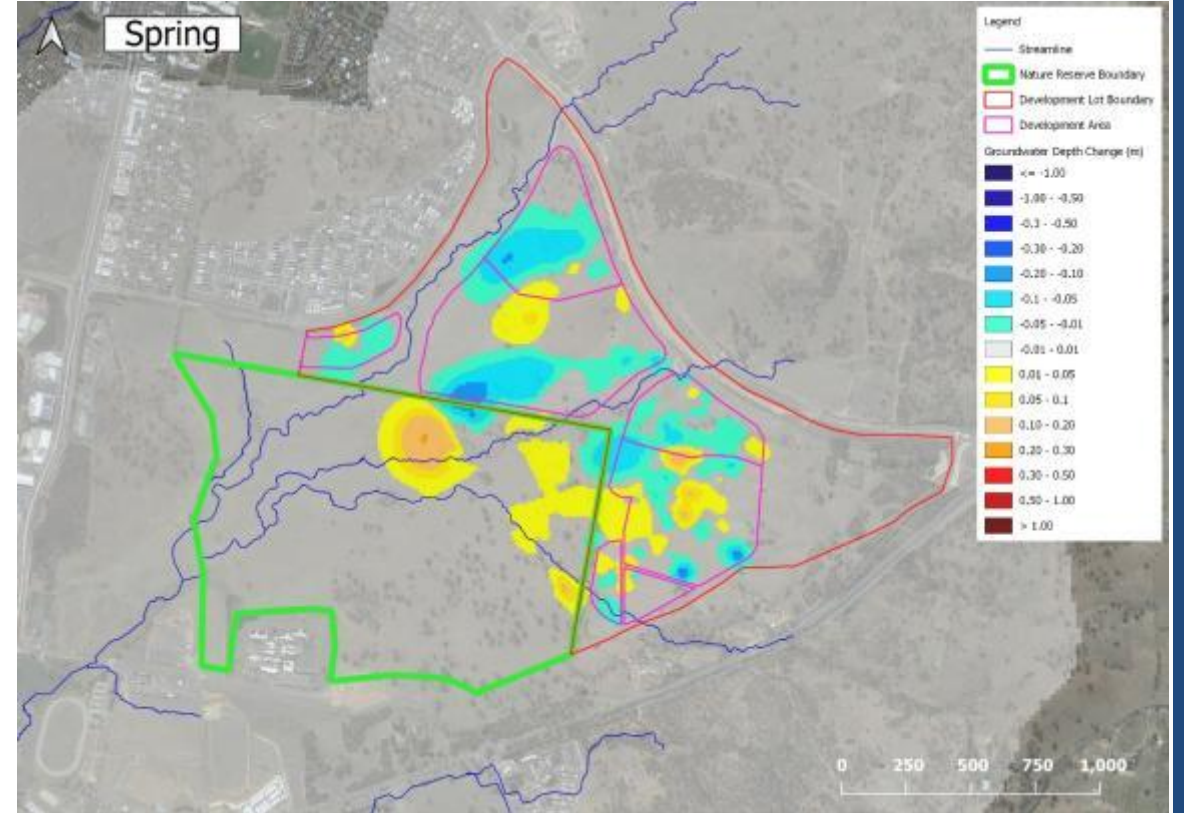 Spring
Legend
Streamline
Nature Reserve Boundary
Development Lot Boundary
Development Area
Groundwater Depth Change (m)
<= -1.00
-1.00 - -0.50
-0.3 - -0.50
-0.30 - -0.20
-0.20 - -0.10
-0.1 - -0.05
-0.05 - -0.01
-0.01 - 0.01
0.01 - 0.05
0.05 - 0.1
0.10 - 0.20
0.20 - 0.30
0.30 - 0.50
0.50 - 1.00
> 1.00
0 250 500 750 1,000